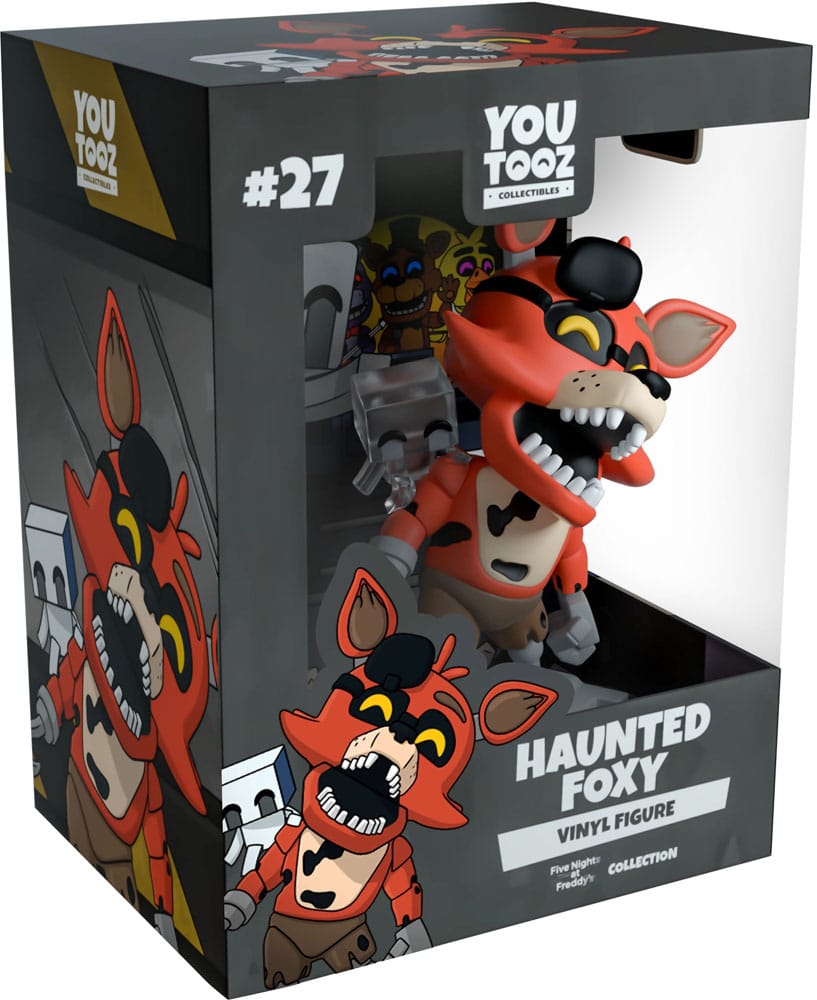 YOU
TOOZ
COLLECTIBLES
#27
YOU
TOOZ
• COLLECTIBLES •
HAUNTED
FOXY
VINYL FIGURE
Five Nights
at
Freddy's
COLLECTION